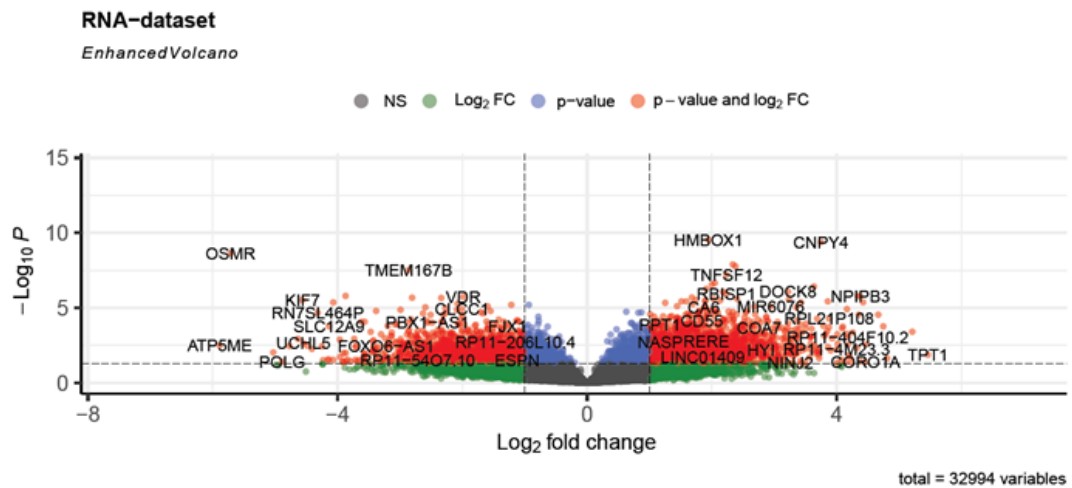 RNA−dataset
EnhancedVolcano
NS Log2 FC p−value p − value and log2 FC
15
10
5
0
−Log10 P
−8 −4 0 4
HMBOX1
CNPY4
OSMR
TMEM167B
TNFSF12
KIF7
VDR
RBISP1
DOCK8
NPIPB3
RN7SL464P
CLCC1
CA6
MIR6076
SLC12A9
PBX1−AS1
FJX1
PPT1
CD55
COA7
RPL21P108
ATP5ME
UCHL5
FOXO6−AS1
RP11−206L10.4
NASPRERE
HYI
RP11−404F10.2
RP11−4M23.3
TPT1
POLG
RP11−54O7.10
ESPN
LINC01409
NINJ2
CORO1A
Log2 fold change
total = 32994 variables